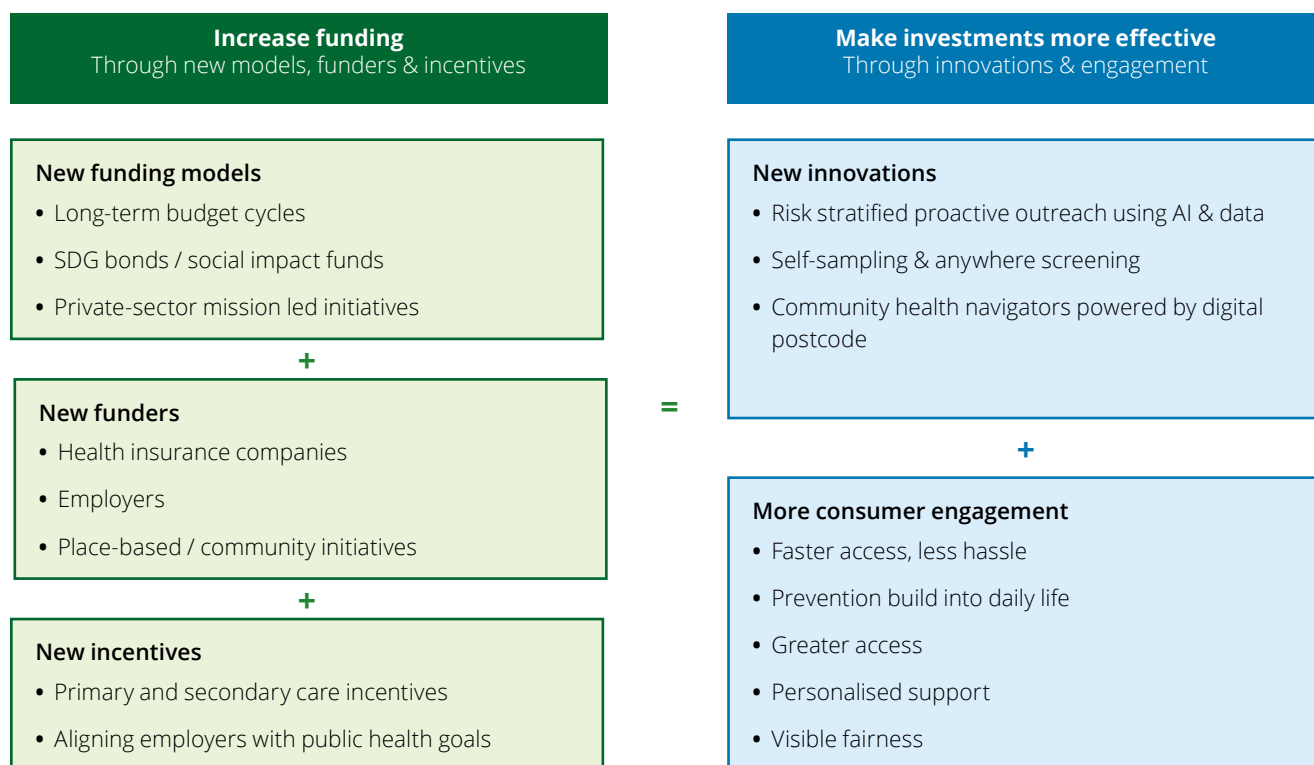 Increase funding
Through new models, funders & incentives
New funding models
• Long-term budget cycles
• SDG bonds / social impact funds
• Private-sector mission led initiatives
+
New funders
• Health insurance companies
• Employers
• Place-based / community initiatives
+
New incentives
• Primary and secondary care incentives
• Aligning employers with public health goals
=
Make investments more effective
Through innovations & engagement
New innovations
• Risk stratified proactive outreach using AI & data
• Self-sampling & anywhere screening
• Community health navigators powered by digital
postcode
+
More consumer engagement
• Faster access, less hassle
• Prevention build into daily life
• Greater access
• Personalised support
• Visible fairness